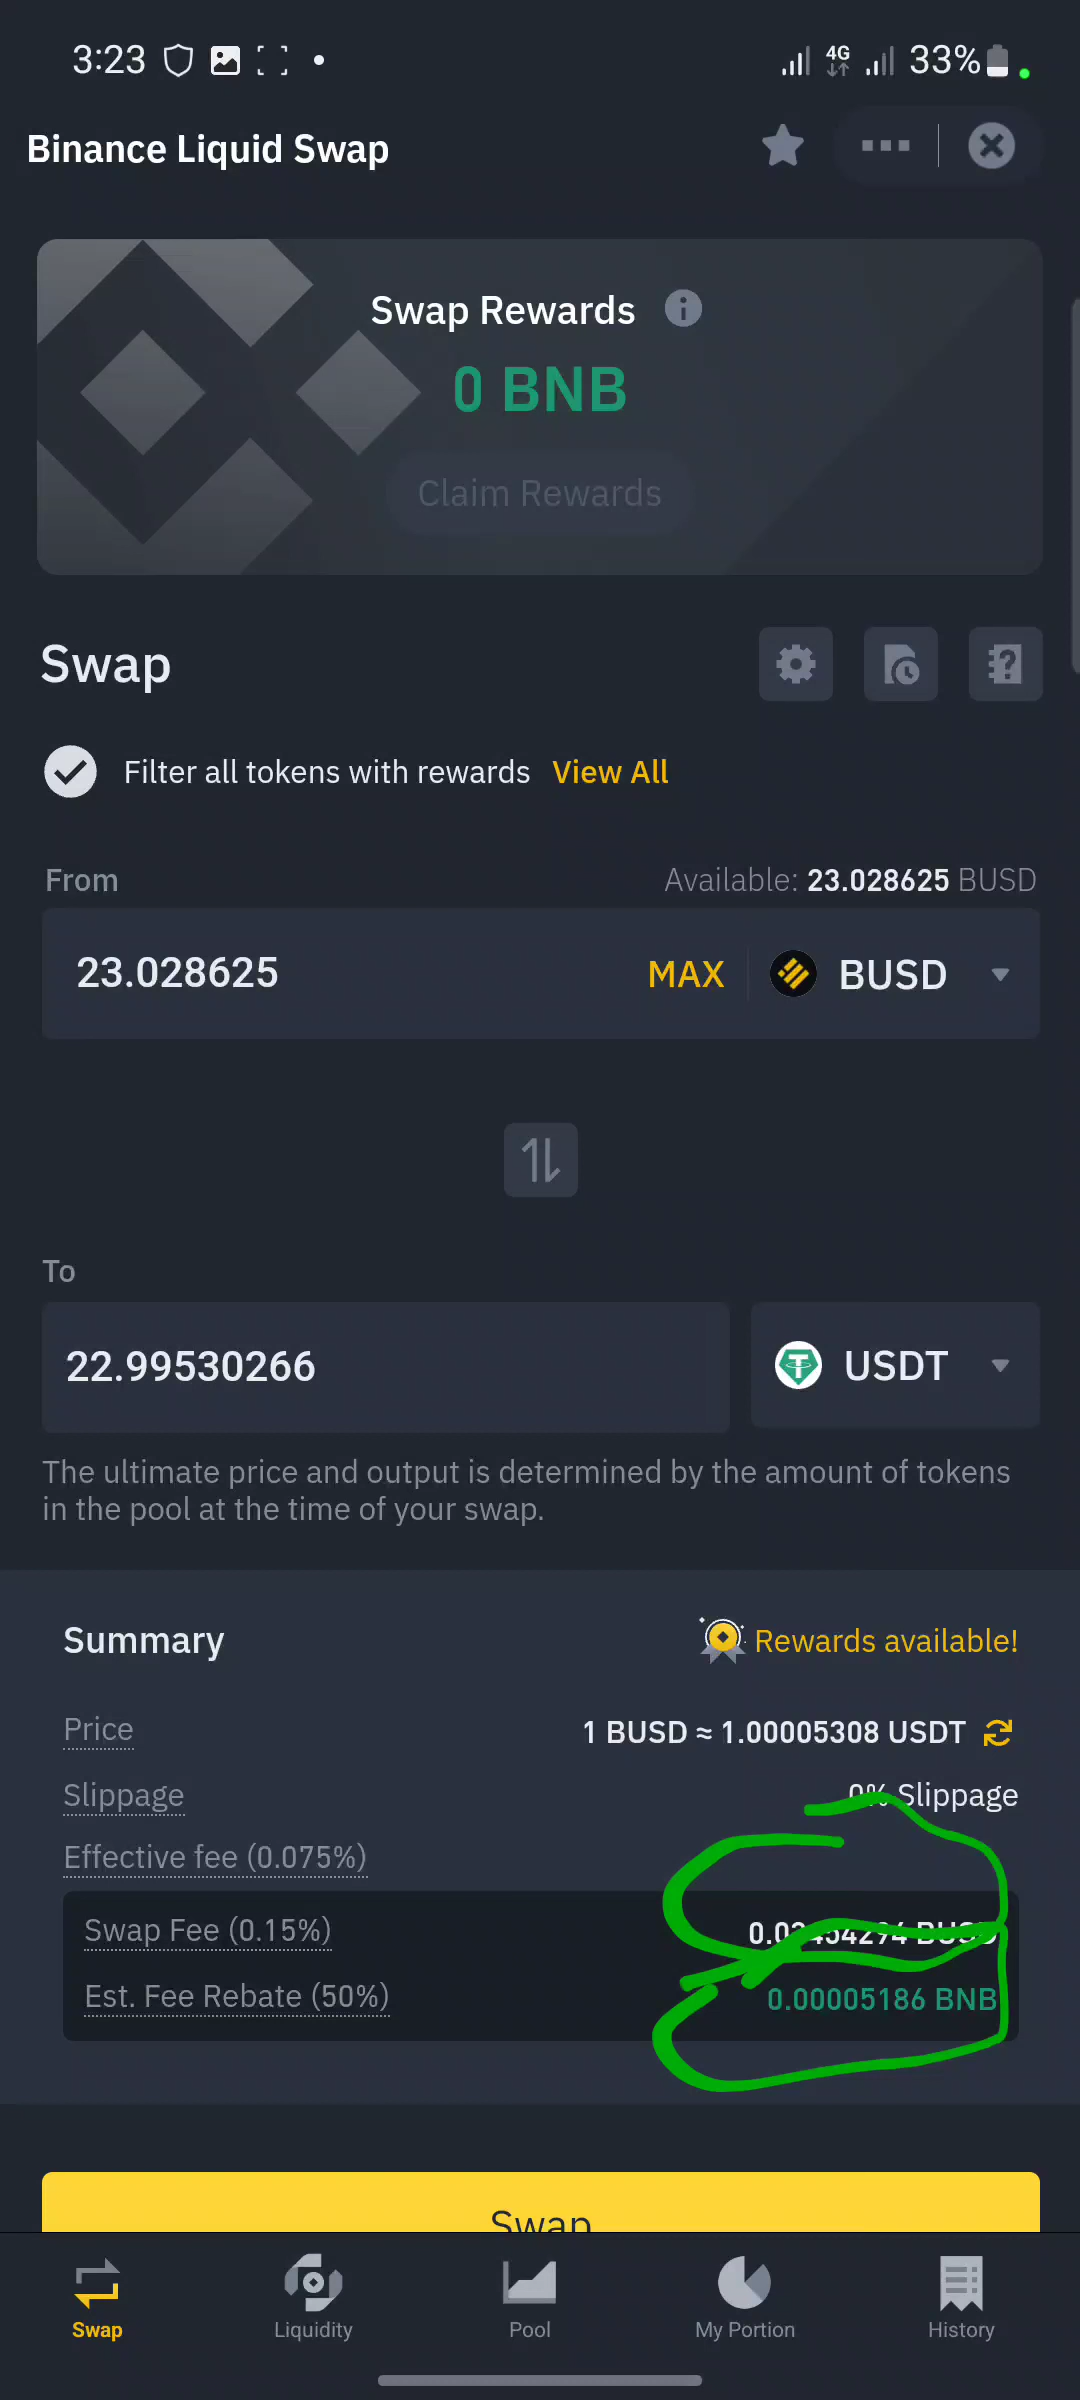 3:23 4G 33%
Binance Liquid Swap
Swap Rewards
0 BNB
Claim Rewards
Swap
Filter all tokens with rewards View All
From Available: 23.028625 BUSD
23.028625 MAX BUSD
To
22.99530266 USDT
The ultimate price and output is determined by the amount of tokens
in the pool at the time of your swap.
Summary Rewards available!
Price 1 BUSD ≈ 1.00005308 USDT
Slippage 0% Slippage
Effective fee (0.075%)
Swap Fee (0.15%) 0.03454294 BUSD
Est. Fee Rebate (50%) 0.00005186 BNB
Swap
Swap Liquidity Pool My Portion History